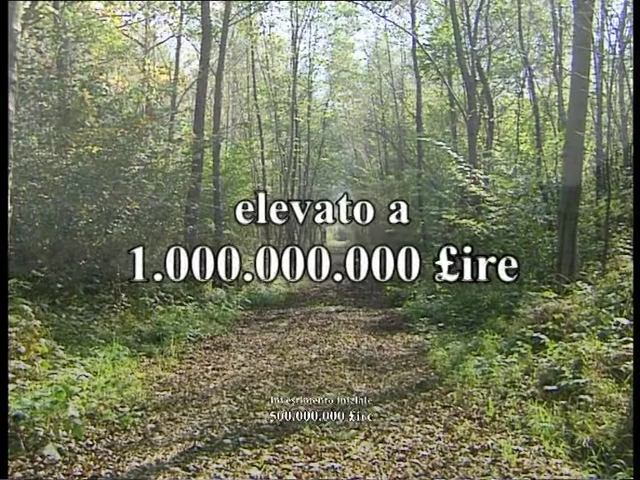 elevato a
1.000.000.000 £ire
investimento iniziale
500.000.000 £ire